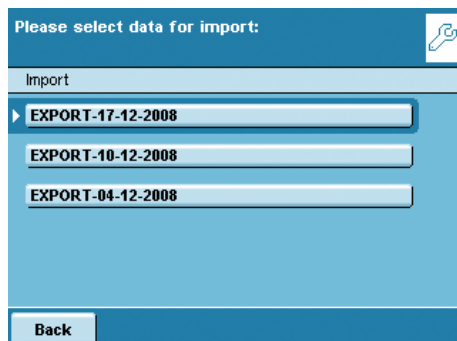 Please select data for import:
Import
EXPORT-17-12-2008
EXPORT-10-12-2008
EXPORT-04-12-2008
Back